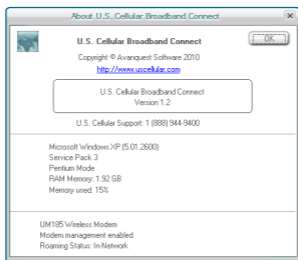 About U.S. Cellular Broadband Connect
U.S. Cellular Broadband Connect
OK
Copyright © Avanquest Software 2010
http://www.uscellular.com
U.S. Cellular Broadband Connect
Version 1.2
U.S. Cellular Support: 1 (888) 944-9400
Microsoft Windows XP (5.01.2600)
Service Pack 3
Pentium Mode
RAM Memory: 1.92 GB
Memory used: 15%
UM185 Wireless Modem
Modem management enabled
Roaming Status: In-Network